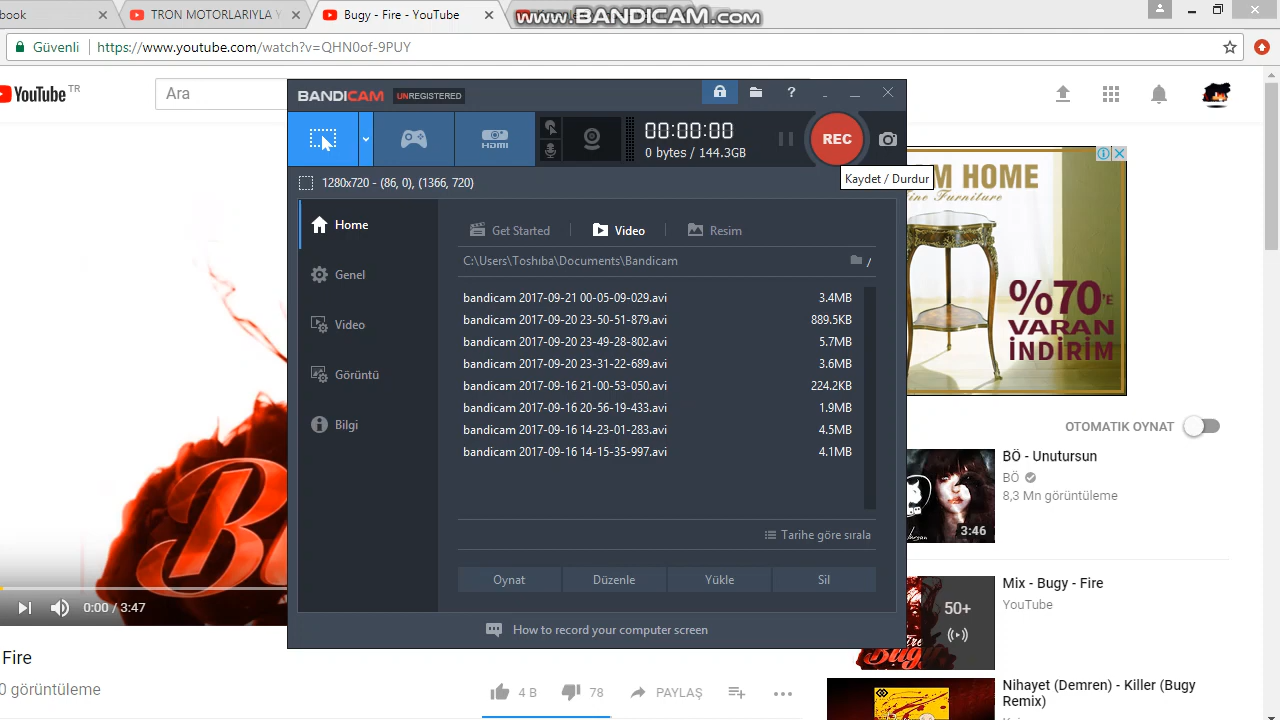 book
TRON MOTORLARIYLA Y
Bugy - Fire - YouTube
www.BANDICAM.com
Güvenli
https://www.youtube.com/watch?v=QHN0of-9PUY
YouTube TR
Ara
BANDICAM UNREGISTERED
?
HDMI
00:00:00
0 bytes / 144.3GB
REC
Kaydet / Durdur
1280x720 - (86, 0), (1366, 720)
Home
Genel
Video
Görüntü
Bilgi
Get Started
Video
Resim
C:\Users\Toshıba\Documents\Bandicam
/
bandicam 2017-09-21 00-05-09-029.avi 3.4MB
bandicam 2017-09-20 23-50-51-879.avi 889.5KB
bandicam 2017-09-20 23-49-28-802.avi 5.7MB
bandicam 2017-09-20 23-31-22-689.avi 3.6MB
bandicam 2017-09-16 21-00-53-050.avi 224.2KB
bandicam 2017-09-16 20-56-19-433.avi 1.9MB
bandicam 2017-09-16 14-23-01-283.avi 4.5MB
bandicam 2017-09-16 14-15-35-997.avi 4.1MB
Tarihe göre sırala
Oynat
Düzenle
Yükle
Sil
How to record your computer screen
M HOME
ine Furniture
%70'E
VARAN
İNDİRİM
OTOMATIK OYNAT
BÖ - Unutursun
BÖ
8,3 Mn görüntüleme
3:46
Mix - Bugy - Fire
YouTube
50+
Bugy
Nihayet (Demren) - Killer (Bugy
Remix)
0:00 / 3:47
Fire
0 görüntüleme
4 B
78
PAYLAŞ